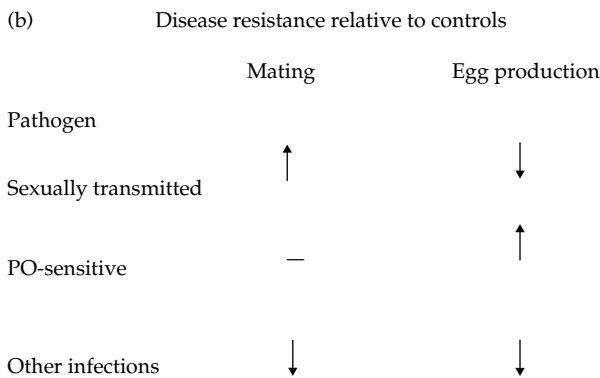 (b) Disease resistance relative to controls
Mating Egg production
Pathogen
Sexually transmitted
PO-sensitive
Other infections